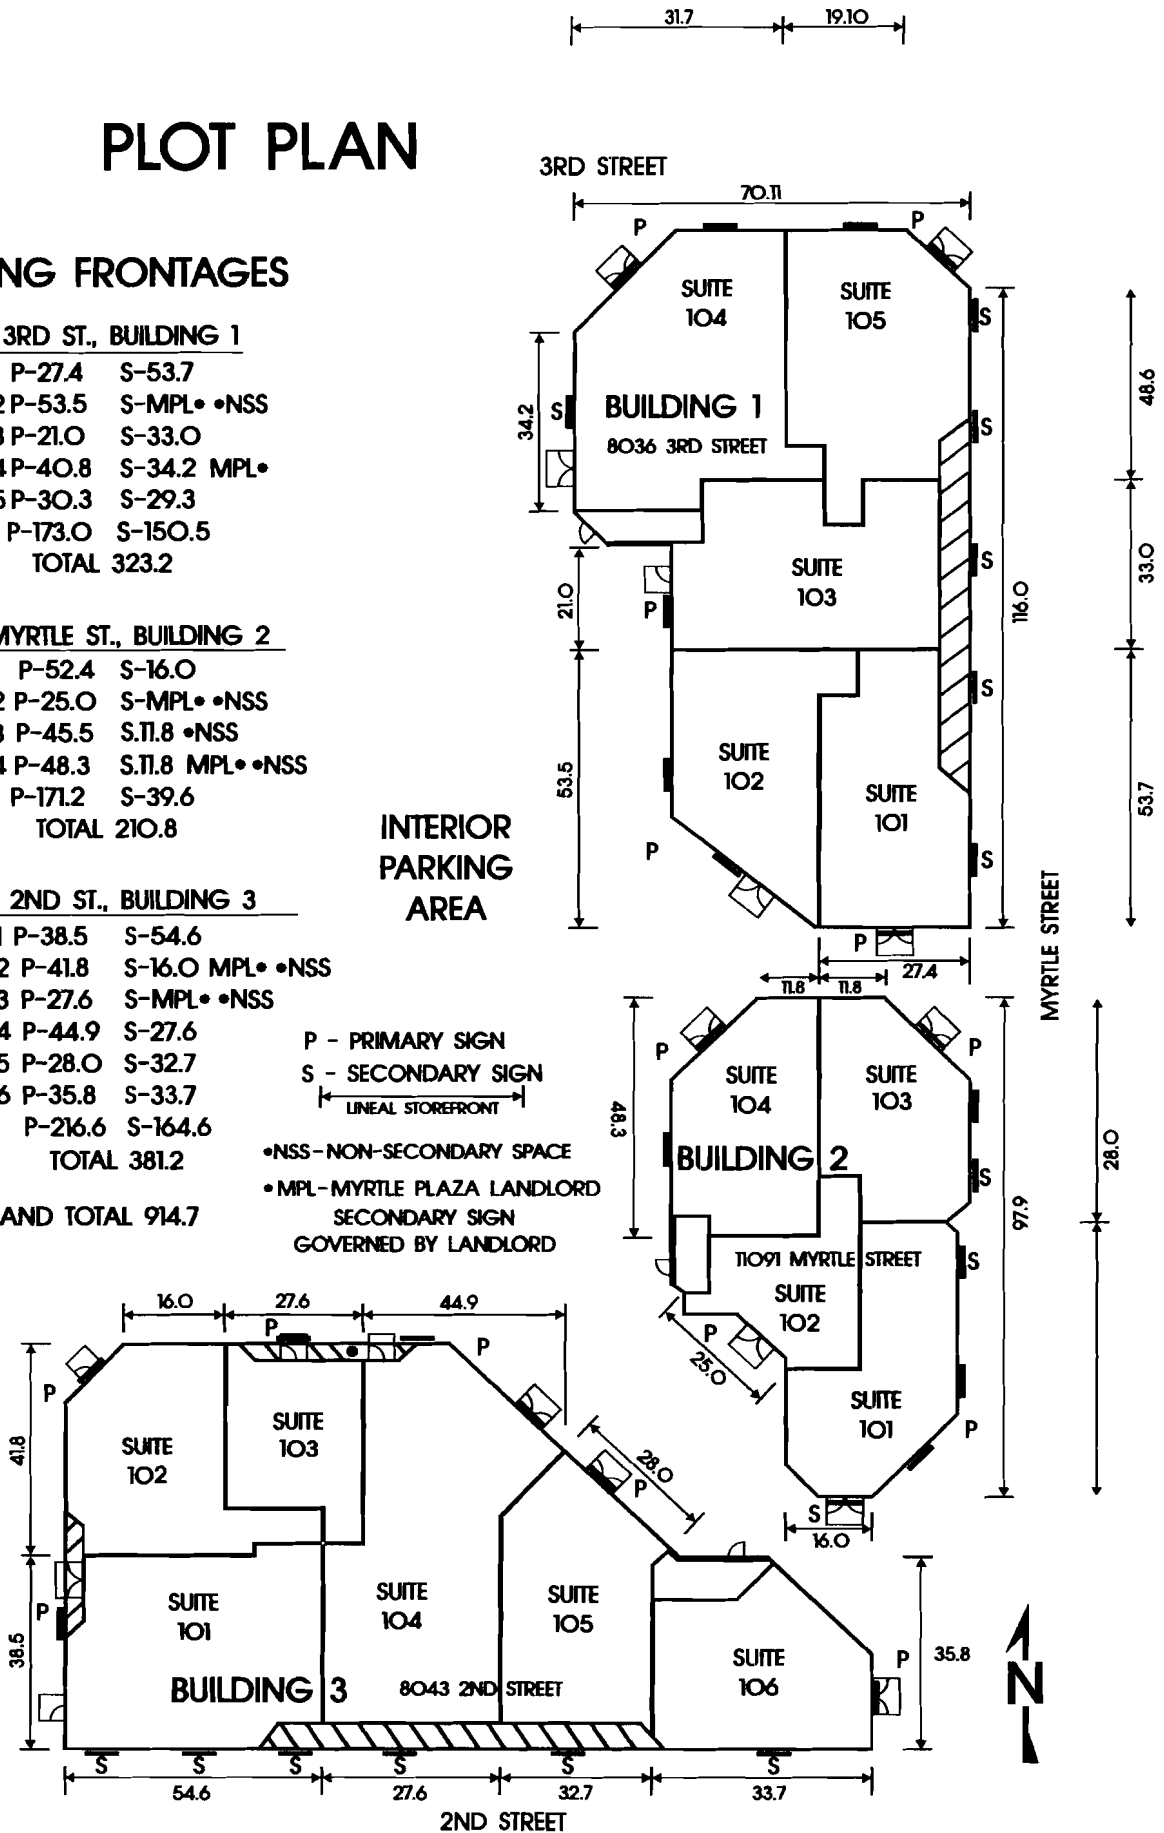 31.7 19.10
PLOT PLAN
3RD STREET
70.11
NG FRONTAGES
3RD ST., BUILDING 1
P-27.4 S-53.7
2 P-53.5 S-MPL• •NSS
3 P-21.0 S-33.0
4 P-40.8 S-34.2 MPL•
5 P-30.3 S-29.3
P-173.0 S-150.5
TOTAL 323.2
MYRTLE ST., BUILDING 2
P-52.4 S-16.0
2 P-25.0 S-MPL• •NSS
3 P-45.5 S.11.8 •NSS
4 P-48.3 S.11.8 MPL• •NSS
P-171.2 S-39.6
TOTAL 210.8
2ND ST., BUILDING 3
1 P-38.5 S-54.6
2 P-41.8 S-16.0 MPL• •NSS
3 P-27.6 S-MPL• •NSS
4 P-44.9 S-27.6
5 P-28.0 S-32.7
6 P-35.8 S-33.7
P-216.6 S-164.6
TOTAL 381.2
AND TOTAL 914.7
P - PRIMARY SIGN
S - SECONDARY SIGN
LINEAL STOREFRONT
•NSS-NON-SECONDARY SPACE
•MPL-MYRTLE PLAZA LANDLORD
SECONDARY SIGN
GOVERNED BY LANDLORD
INTERIOR
PARKING
AREA
P P
SUITE
104
SUITE
105
S
BUILDING 1
8036 3RD STREET
S
S
34.2
48.6
SUITE
103
S
P
21.0
116.0
33.0
SUITE
102
S
SUITE
101
53.5
53.7
P
S
P
27.4
MYRTLE STREET
11.8 11.8
P P
SUITE
104
SUITE
103
48.3
BUILDING 2
S
28.0
97.9
11091 MYRTLE STREET
S
SUITE
102
P
25.0
SUITE
101
P
S
16.0
16.0 27.6 44.9
P P
P
41.8
SUITE
102
SUITE
103
28.0
P
SUITE
101
SUITE
104
SUITE
105
P
38.5
SUITE
106
P
35.8
BUILDING 3
8043 2ND STREET
N
S S S S S S
54.6 27.6 32.7 33.7
2ND STREET